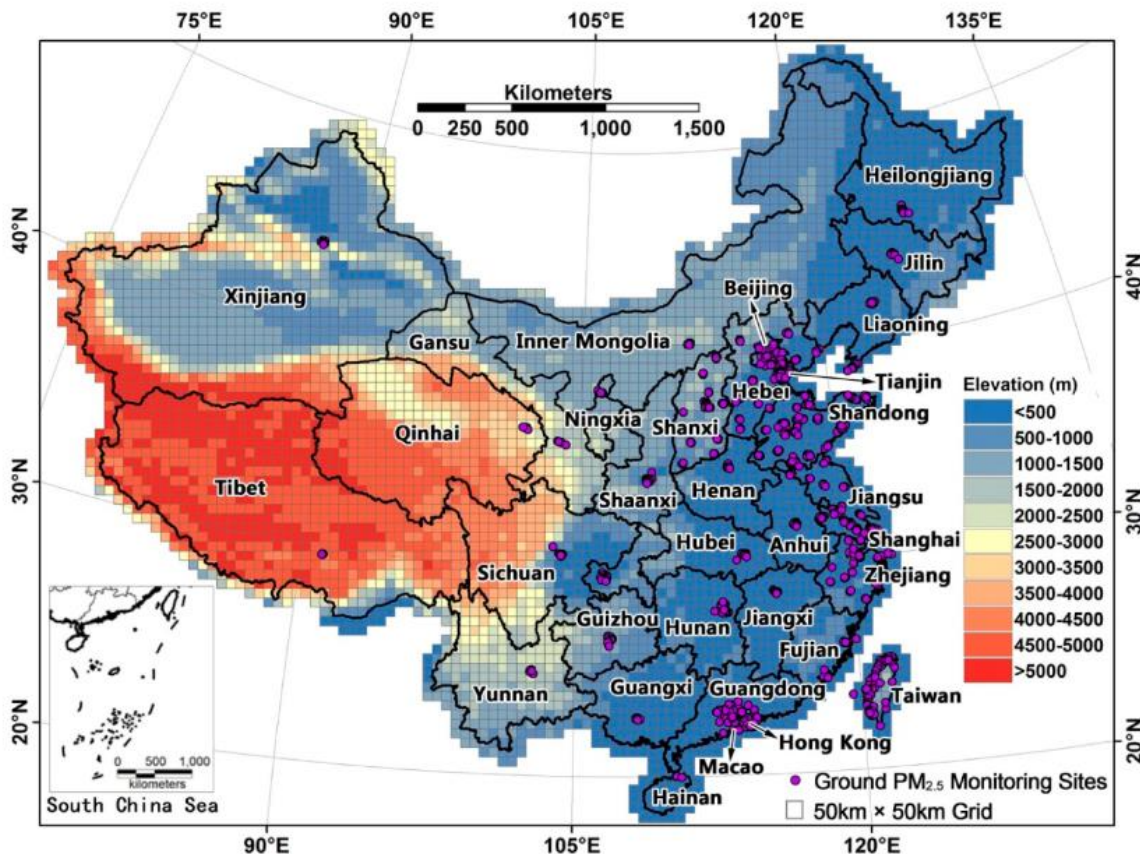 75°E 90°E 105°E 120°E 135°E
Kilometers
0 250 500 1,000 1,500
40°N
30°N
20°N
40°N
30°N
20°N
Heilongjiang
Jilin
Beijing
Liaoning
Xinjiang
Gansu
Inner Mongolia
Tianjin
Hebei
Ningxia
Shanxi
Shandong
Qinhai
Tibet
Shaanxi
Henan
Jiangsu
Hubei
Anhui
Shanghai
Sichuan
Zhejiang
Guizhou
Hunan
Jiangxi
Fujian
Yunnan
Guangxi
Guangdong
Taiwan
Hong Kong
Macao
Hainan
Elevation (m)
<500
500-1000
1000-1500
1500-2000
2000-2500
2500-3000
3000-3500
3500-4000
4000-4500
4500-5000
>5000
0 500 1,000
kilometers
South China Sea
Ground PM2.5 Monitoring Sites
50km × 50km Grid
90°E 105°E 120°E